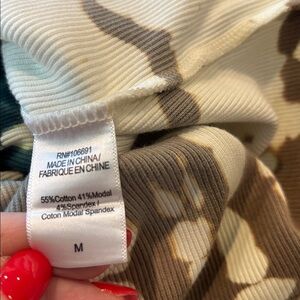 RN#106691
MADE IN CHINA/
FABRIQUE EN CHINE
55%Cotton 41%Modal
4%Spandex /
Coton Modal Spandex
M